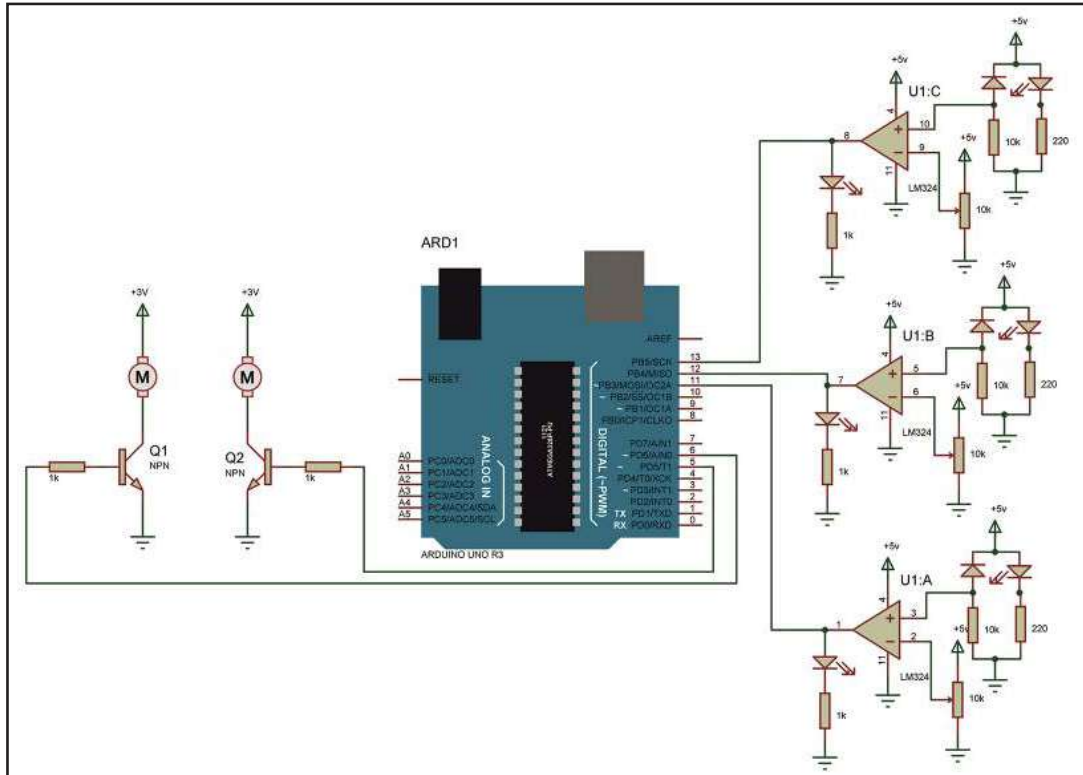 +5v
+5v
U1:C
4
+
10
8
−
9
+5v
10k
220
11
LM324
10k
1k
ARD1
+3V
+3V
M
M
Q1
NPN
Q2
NPN
1k
1k
RESET
AREF
PB5/SCK 13
PB4/MISO 12
~PB3/MOSI/OC2A 11
~PB2/SS/OC1B 10
~PB1/OC1A 9
PB0/ICP1/CLKO 8
PD7/AIN1 7
~PD6/AIN0 6
~PD5/T1 5
PD4/T0/XCK 4
~PD3/INT1 3
PD2/INT0 2
TX PD1/TXD 1
RX PD0/RXD 0
DIGITAL (~PWM)
ANALOG IN
A0 PC0/ADC0
A1 PC1/ADC1
A2 PC2/ADC2
A3 PC3/ADC3
A4 PC4/ADC4/SDA
A5 PC5/ADC5/SCL
1121
ARDUINO UNO R3
+5v
+5v
U1:B
4
+
5
7
−
6
+5v
10k
220
11
LM324
10k
1k
+5v
+5v
U1:A
4
+
3
1
−
2
+5v
10k
220
11
LM324
10k
1k